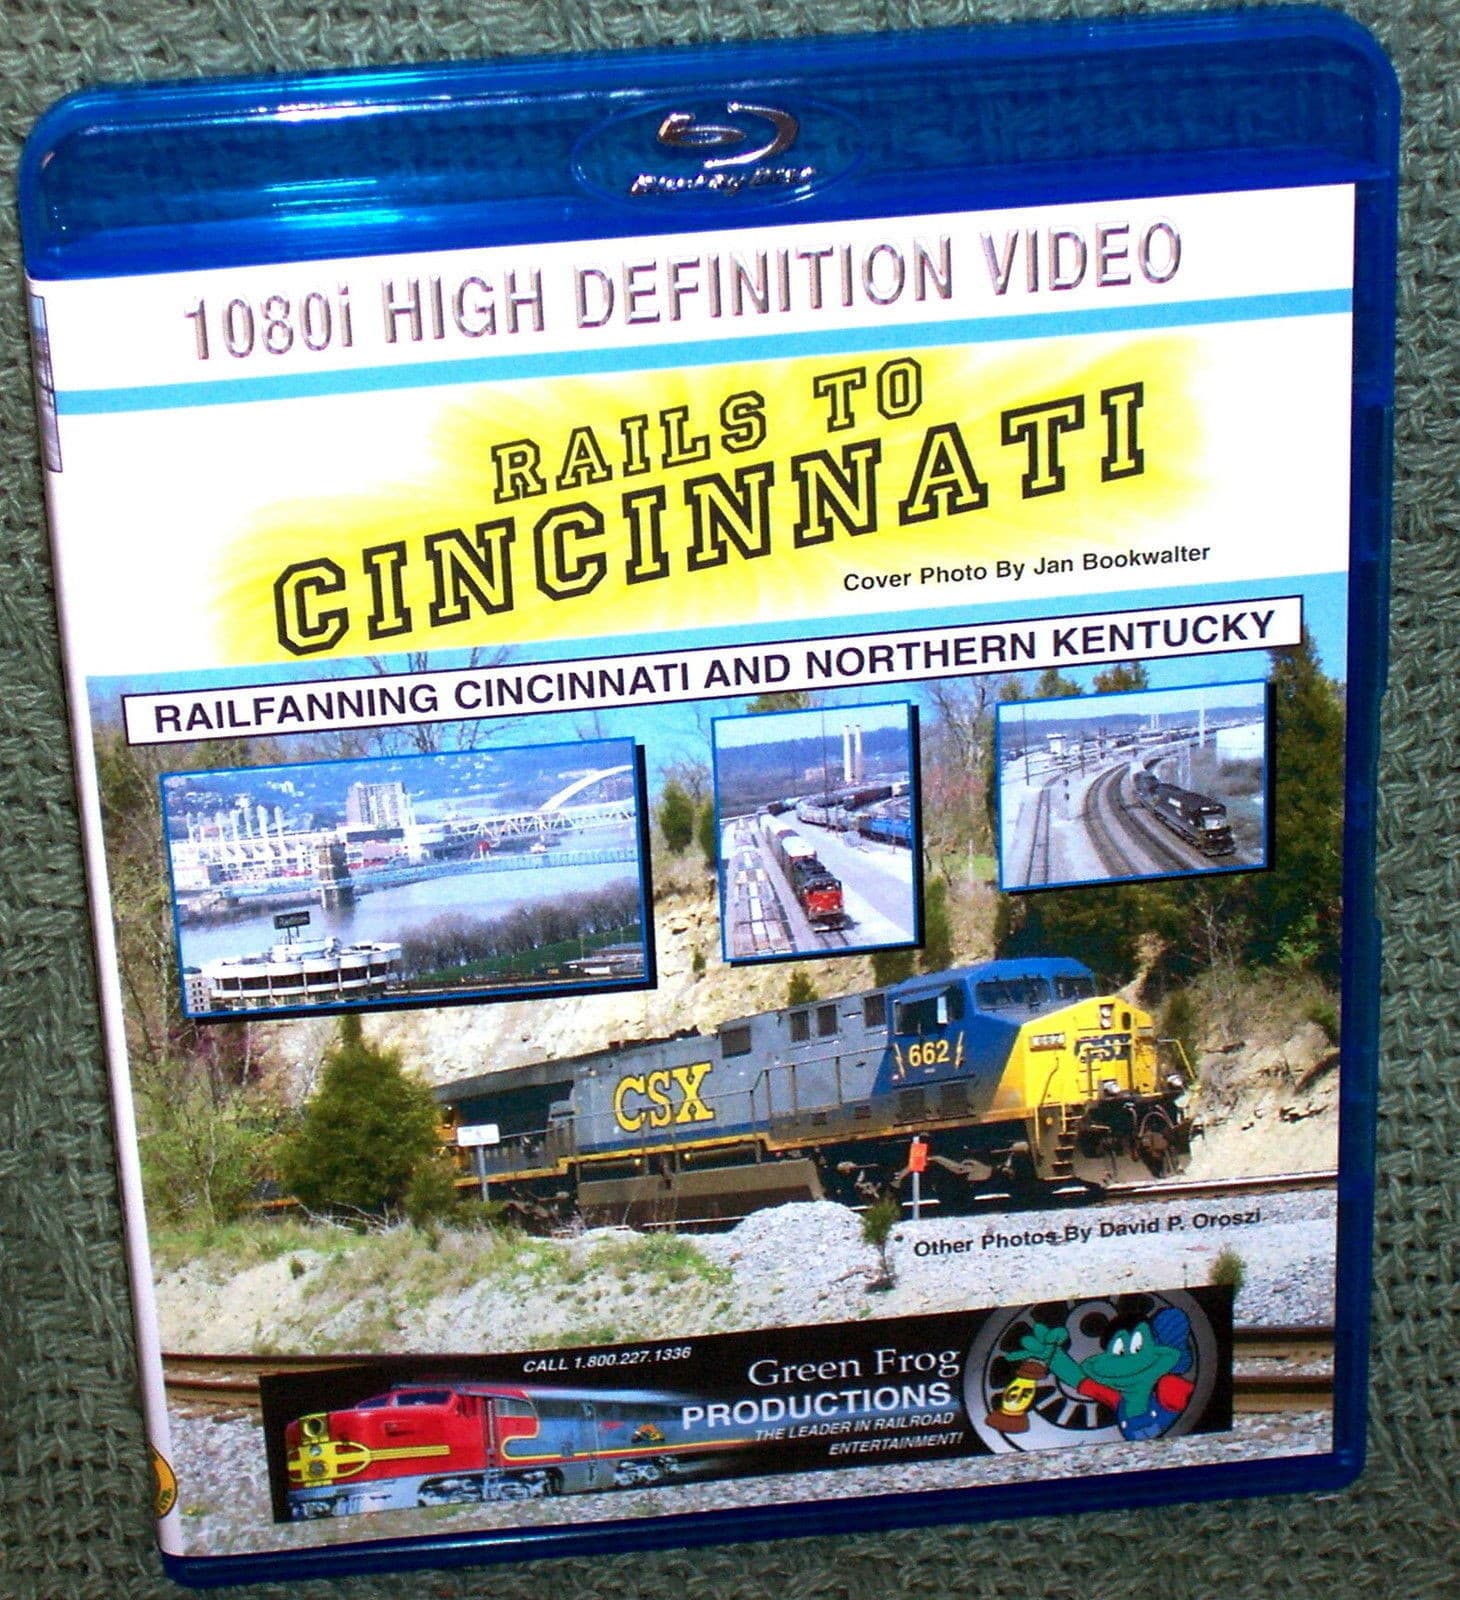 Blu-ray Disc
1080i HIGH DEFINITION VIDEO
RAILS TO
CINCINNATI
Cover Photo By Jan Bookwalter
RAILFANNING CINCINNATI AND NORTHERN KENTUCKY
662
662
CSX
Other Photos By David P. Oroszi
CALL 1.800.227.1336
Green Frog
PRODUCTIONS
THE LEADER IN RAILROAD
ENTERTAINMENT!
GF